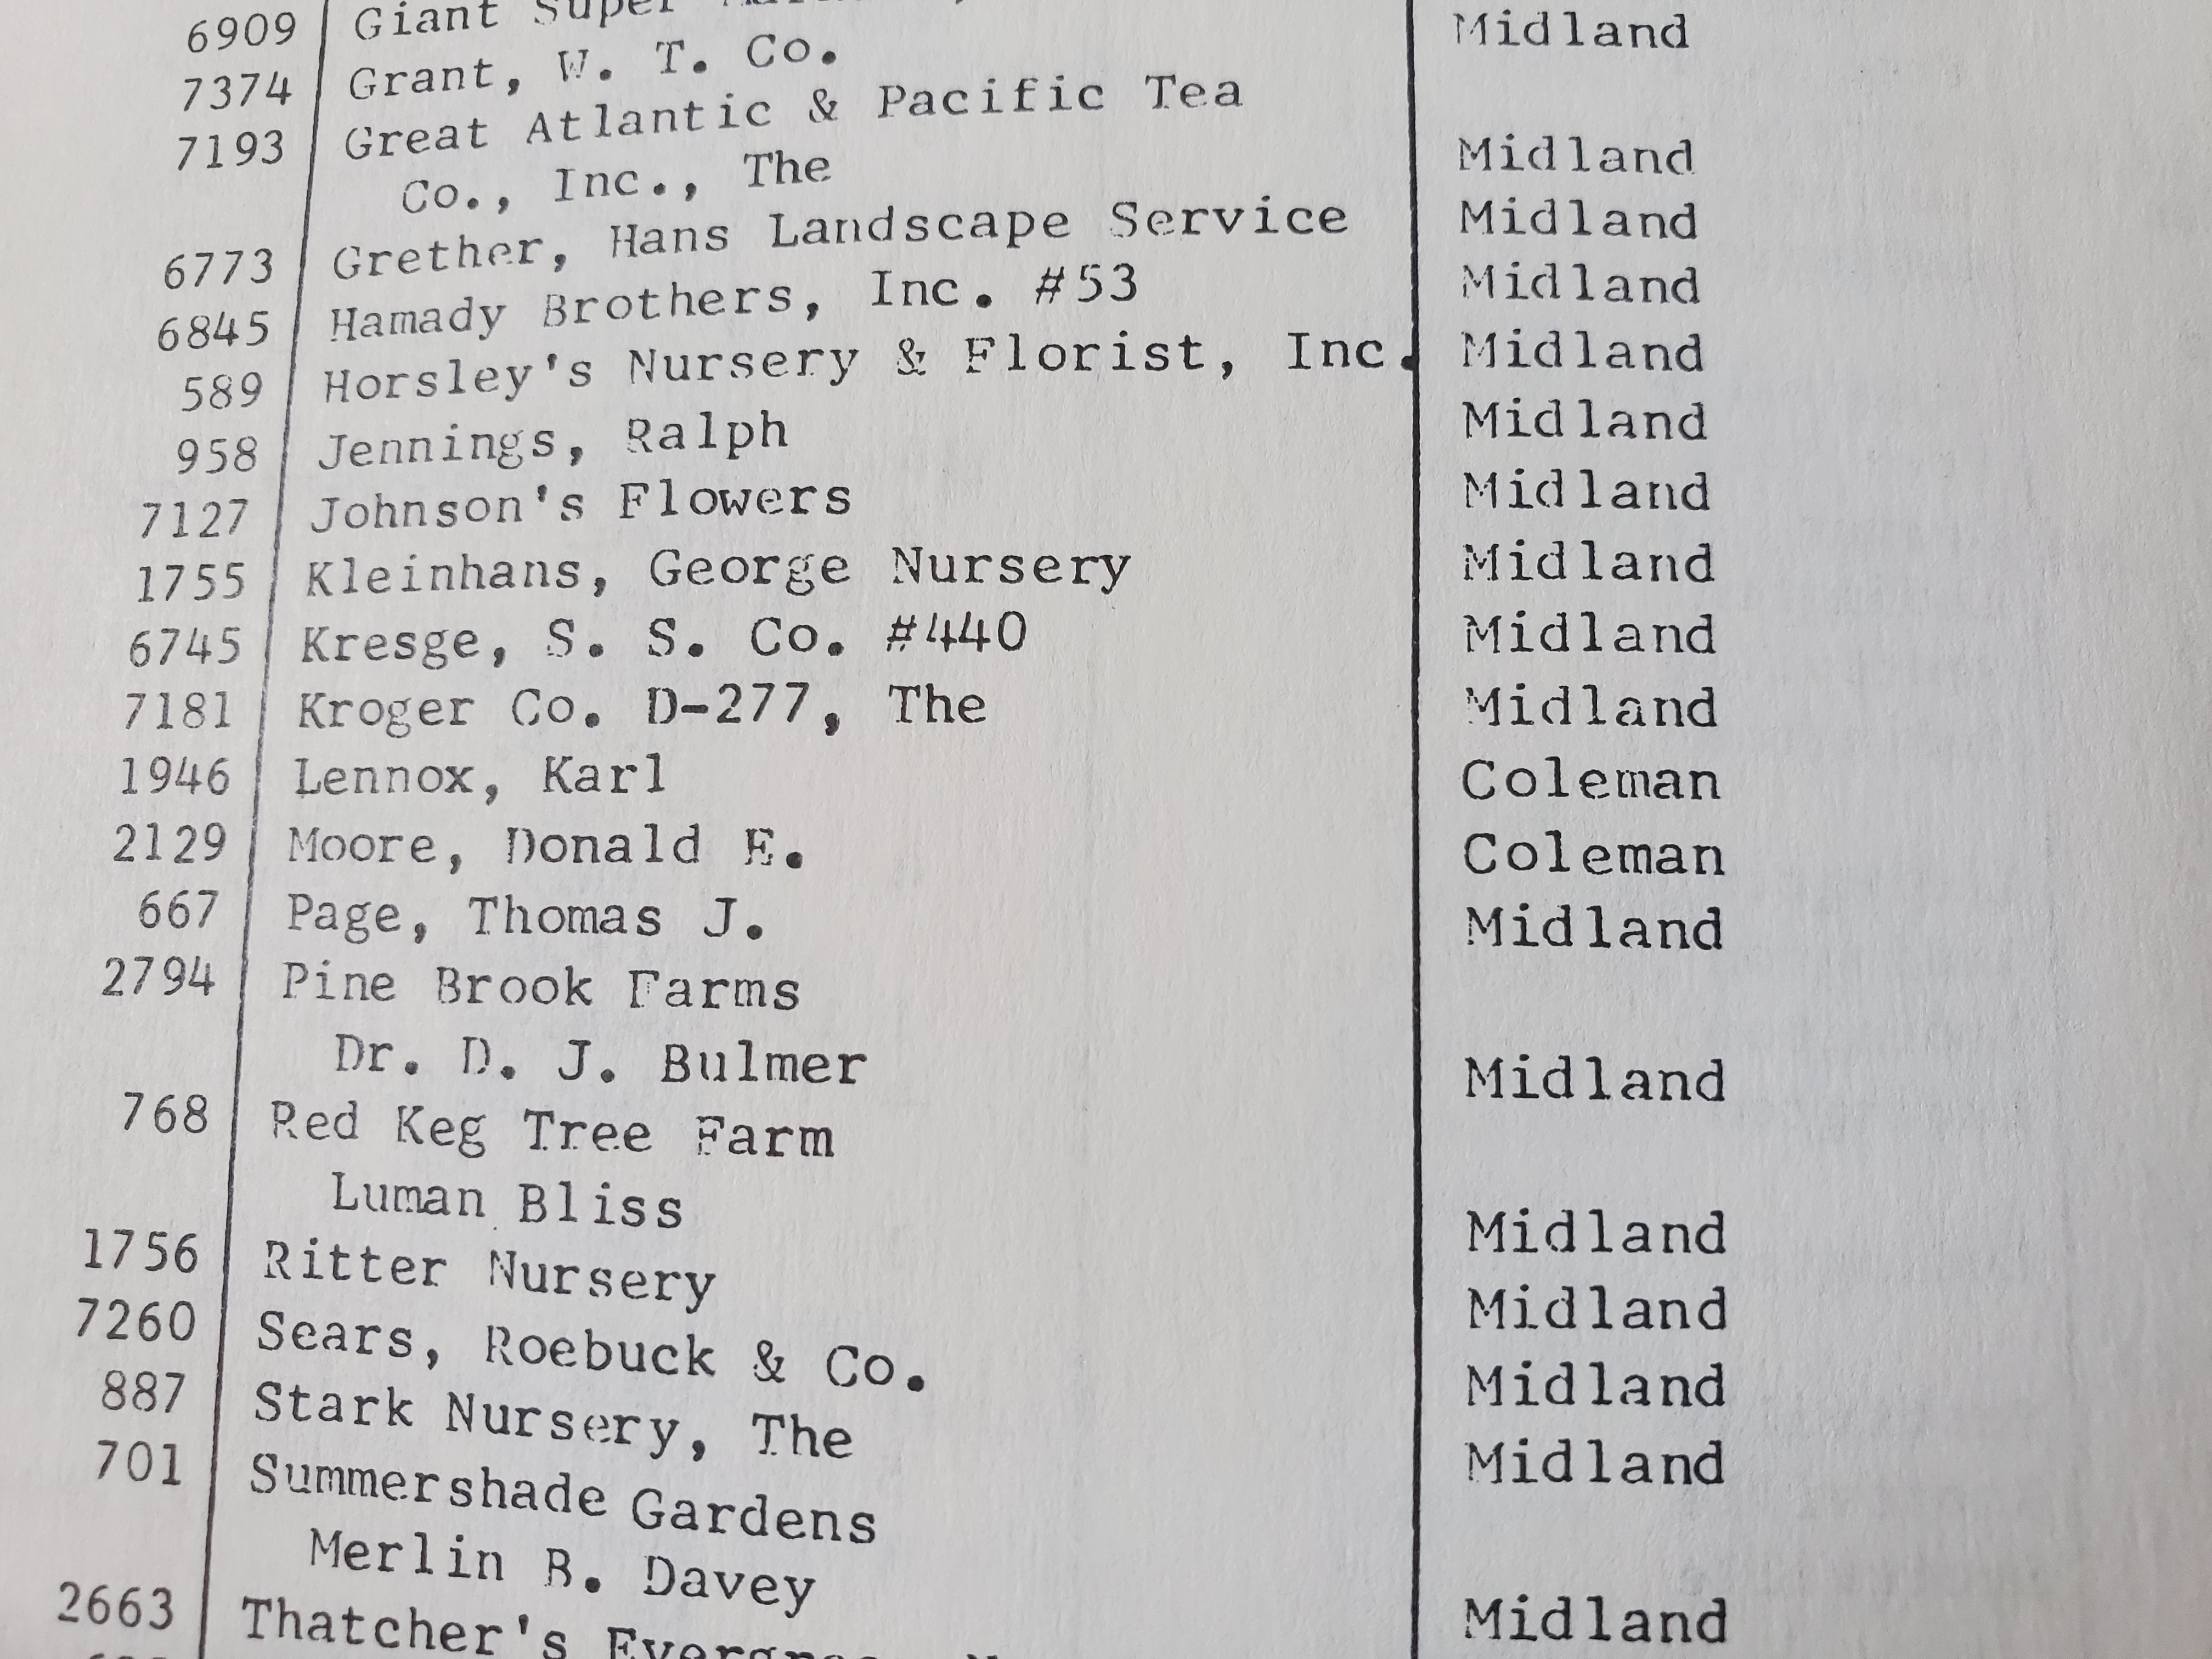 6909 Giant Super
7374 Grant, W. T. Co. Midland
7193 Great Atlantic & Pacific Tea
Co., Inc., The Midland
6773 Grether, Hans Landscape Service Midland
6845 Hamady Brothers, Inc. #53 Midland
589 Horsley's Nursery & Florist, Inc. Midland
958 Jennings, Ralph Midland
7127 Johnson's Flowers Midland
1755 Kleinhans, George Nursery Midland
6745 Kresge, S. S. Co. #440 Midland
7181 Kroger Co. D-277, The Midland
1946 Lennox, Karl Coleman
2129 Moore, Donald E. Coleman
667 Page, Thomas J. Midland
2794 Pine Brook Farms
Dr. D. J. Bulmer Midland
768 Red Keg Tree Farm
Luman Bliss Midland
1756 Ritter Nursery Midland
7260 Sears, Roebuck & Co. Midland
887 Stark Nursery, The Midland
701 Summershade Gardens
Merlin B. Davey Midland
2663 Thatcher's